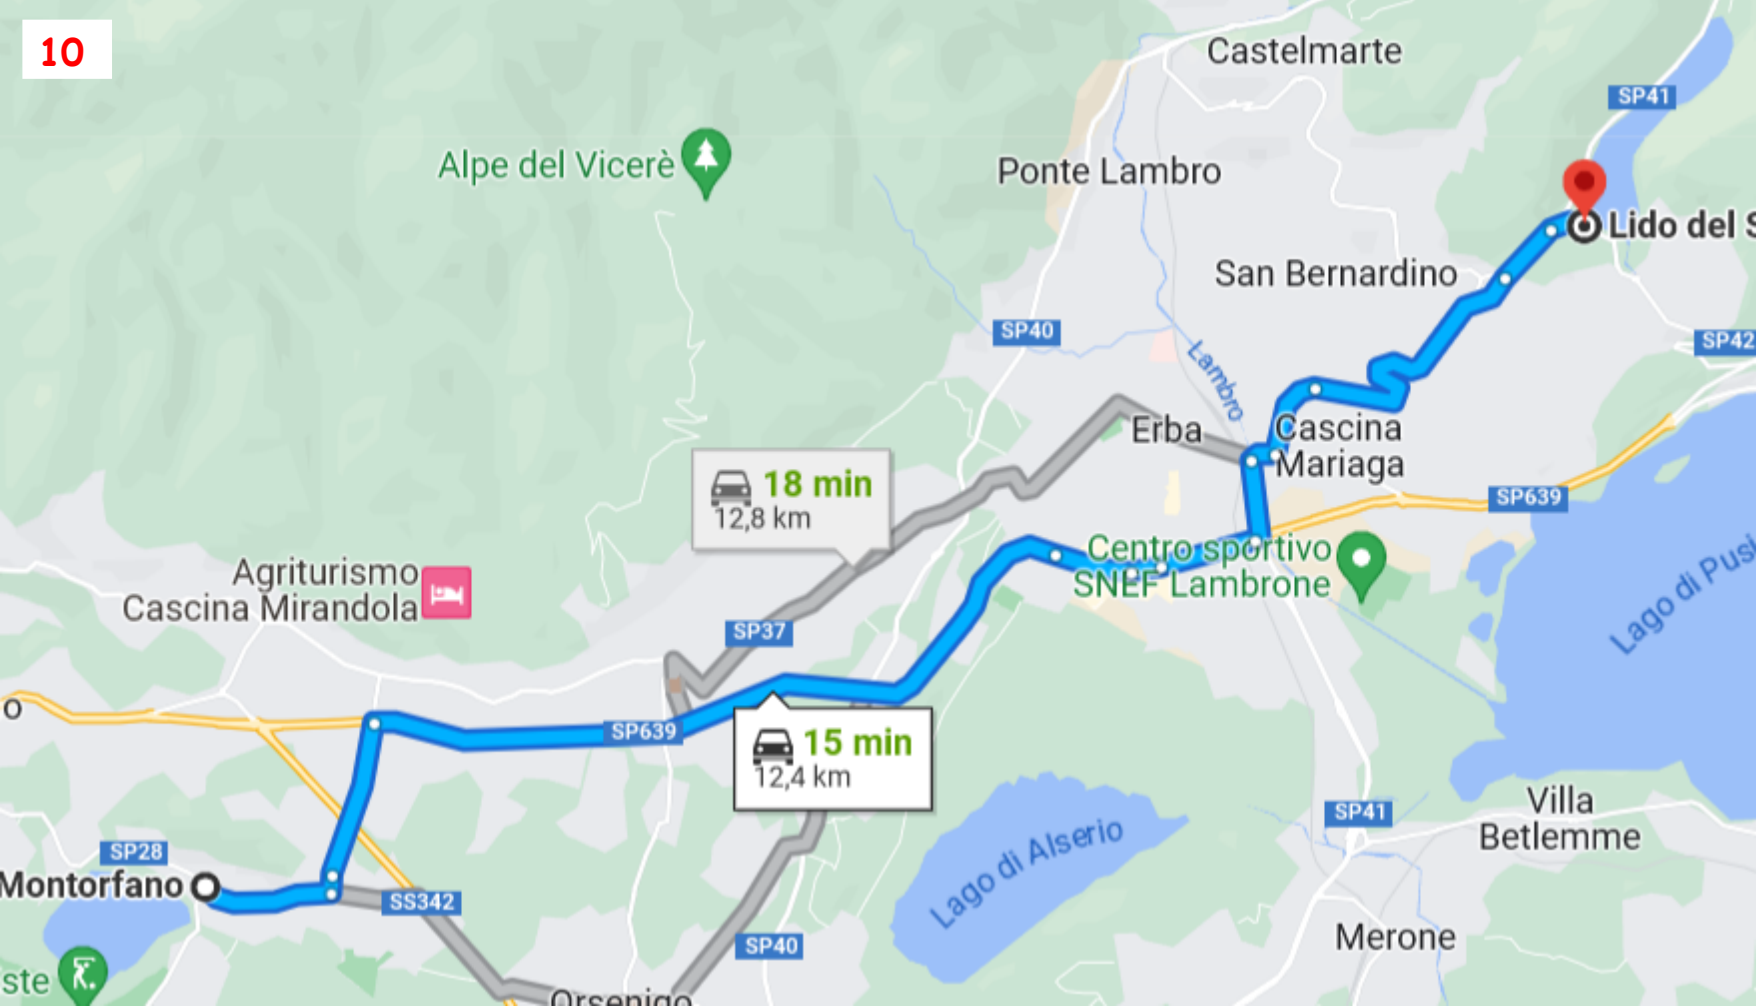 10
Castelmarte
SP41
Alpe del Vicerè
Ponte Lambro
Lido del S
San Bernardino
SP40
SP42
Lambro
Erba
Cascina
Mariaga
18 min
12,8 km
SP639
Centro sportivo
SNEF Lambrone
Agriturismo
Cascina Mirandola
SP37
Lago di Pusi
o
SP639
15 min
12,4 km
Villa
Betlemme
SP41
Lago di Alserio
SP28
Montorfano
SS342
SP40
Merone
ste
Orsenigo